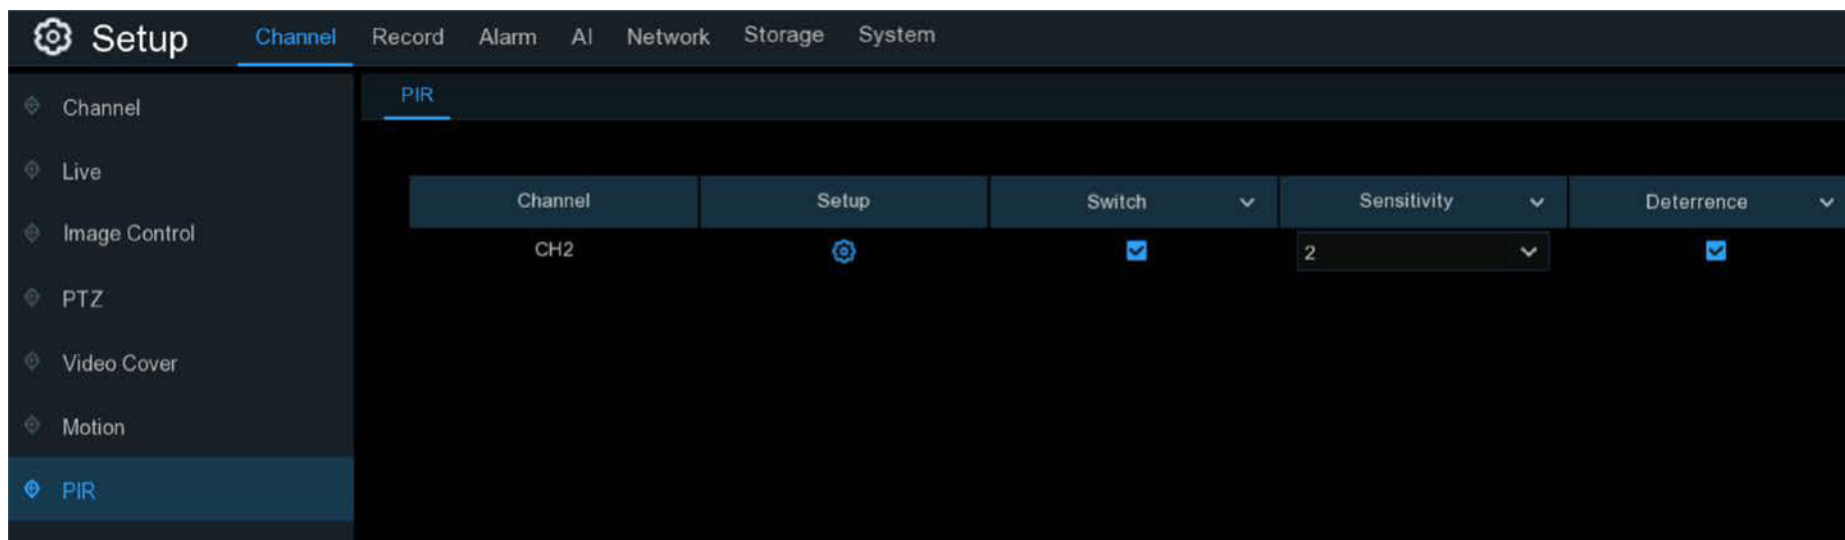 Setup Channel Record Alarm AI Network Storage System
Channel
Live
Image Control
PTZ
Video Cover
Motion
PIR
PIR
Channel Setup Switch Sensitivity Deterrence
CH2 2